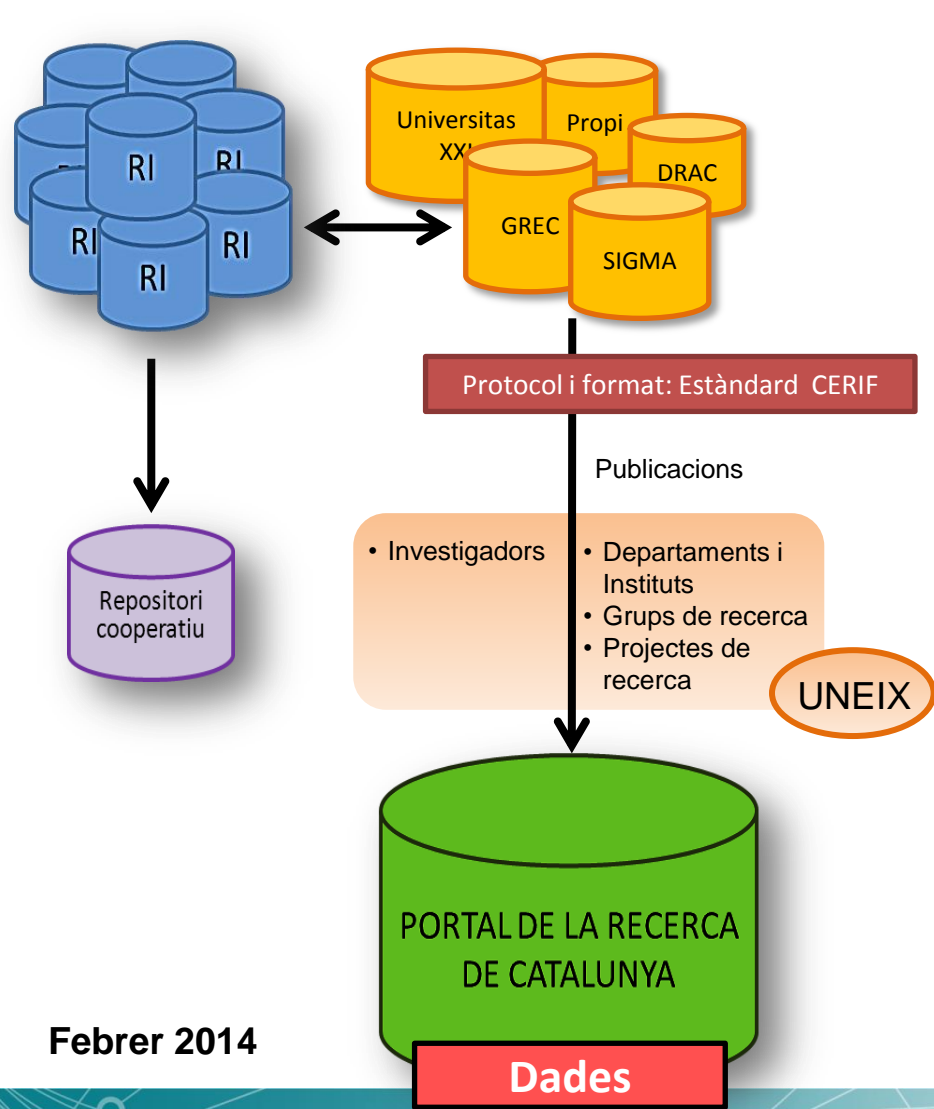 RI
RI
RI
RI
RI
Universitas
Propi
DRAC
GREC
SIGMA
Protocol i format: Estàndard CERIF
Publicacions
• Investigadors
• Departaments i
Instituts
• Grups de recerca
• Projectes de
recerca
UNEIX
Repositori
cooperatiu
PORTAL DE LA RECERCA
DE CATALUNYA
Febrer 2014
Dades